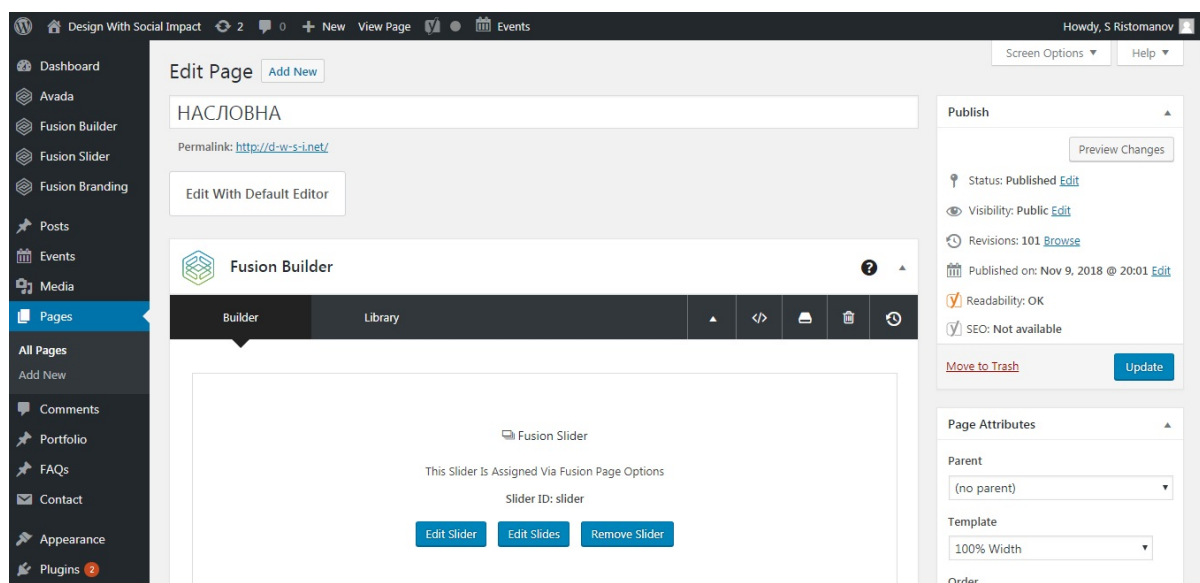 Design With Social Impact 2 0 New View Page Events Howdy, S Ristomanov
Screen Options Help
Dashboard
Avada
Fusion Builder
Fusion Slider
Fusion Branding
Posts
Events
Media
Pages
All Pages
Add New
Comments
Portfolio
FAQs
Contact
Appearance
Plugins 2
Edit Page Add New
НАСЛОВНА
Permalink: http://d-w-s-i.net/
Edit With Default Editor
Fusion Builder
Builder Library
Fusion Slider
This Slider Is Assigned Via Fusion Page Options
Slider ID: slider
Edit Slider Edit Slides Remove Slider
Publish
Preview Changes
Status: Published Edit
Visibility: Public Edit
Revisions: 101 Browse
Published on: Nov 9, 2018 @ 20:01 Edit
Readability: OK
SEO: Not available
Move to Trash Update
Page Attributes
Parent
(no parent)
Template
100% Width
Order